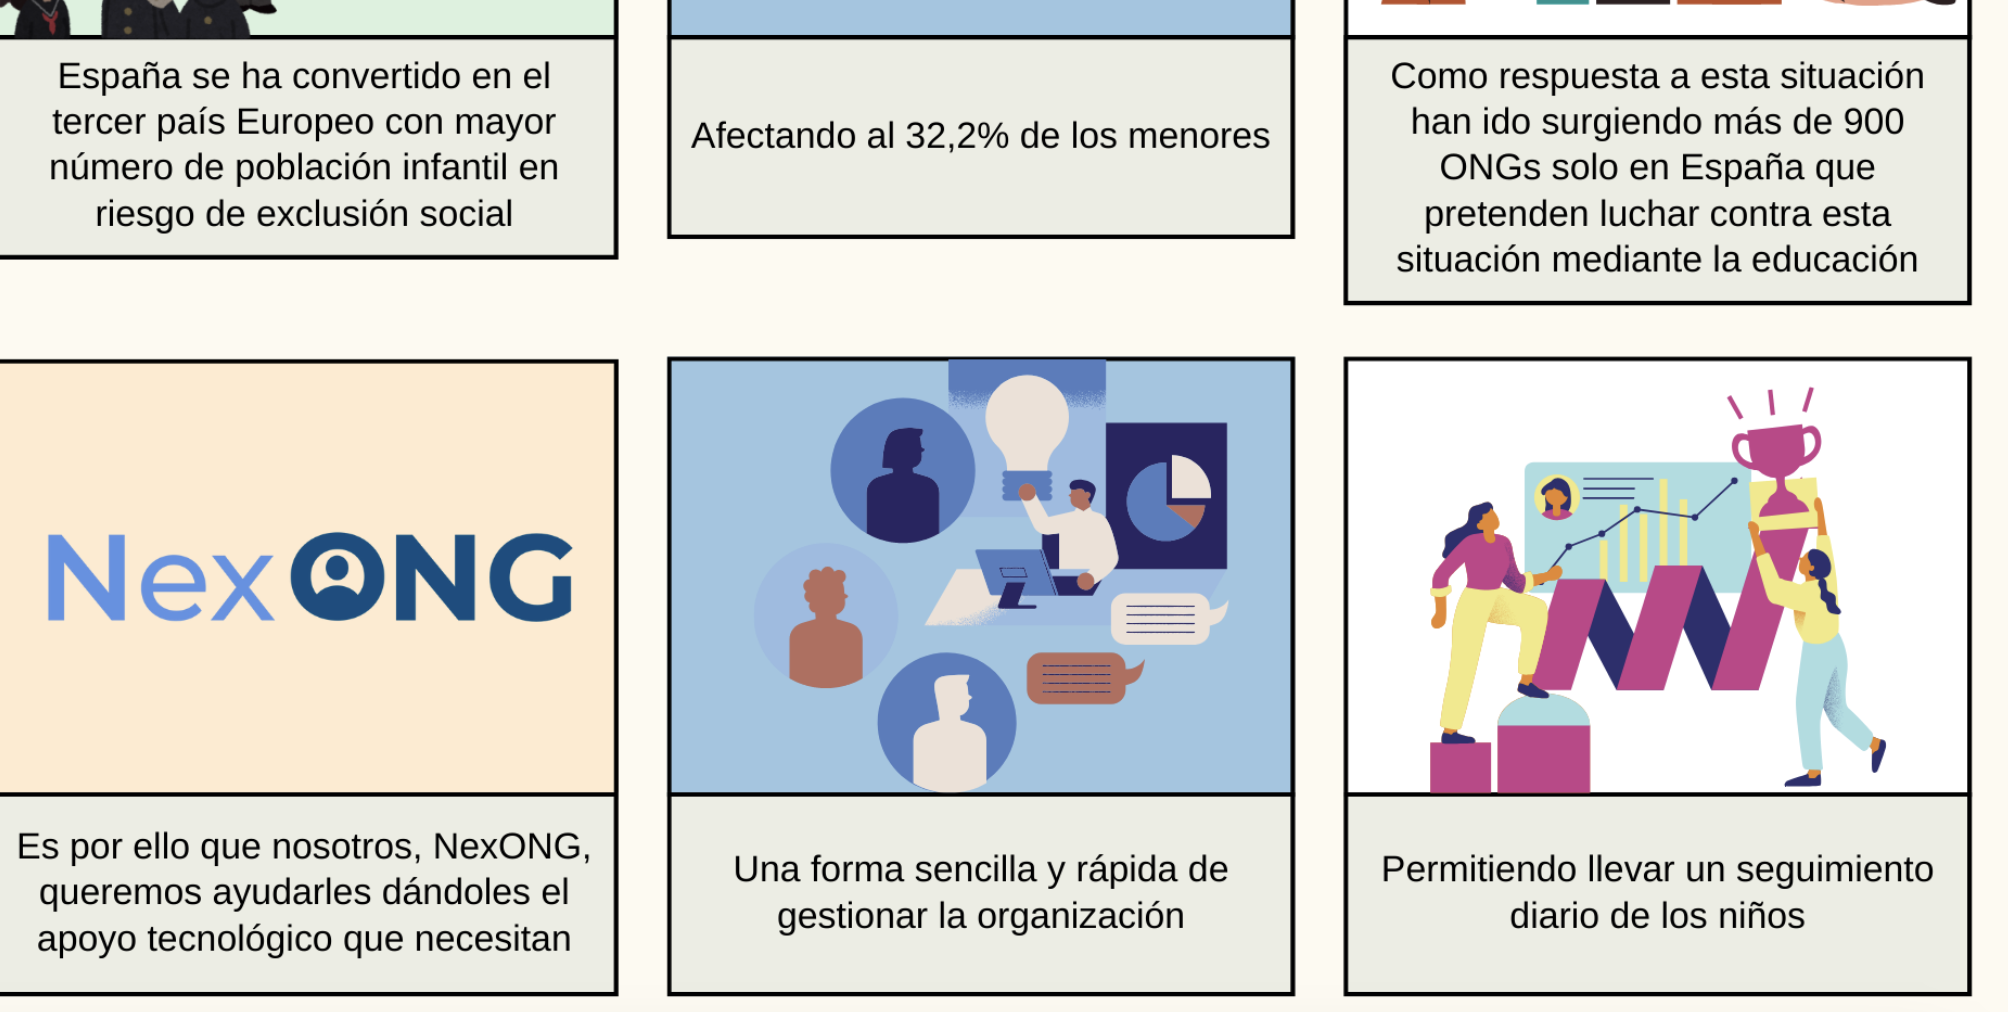 España se ha convertido en el
tercer país Europeo con mayor
número de población infantil en
riesgo de exclusión social
Afectando al 32,2% de los menores
Como respuesta a esta situación
han ido surgiendo más de 900
ONGs solo en España que
pretenden luchar contra esta
situación mediante la educación
NexONG
Es por ello que nosotros, NexONG,
queremos ayudarles dándoles el
apoyo tecnológico que necesitan
Una forma sencilla y rápida de
gestionar la organización
Permitiendo llevar un seguimiento
diario de los niños